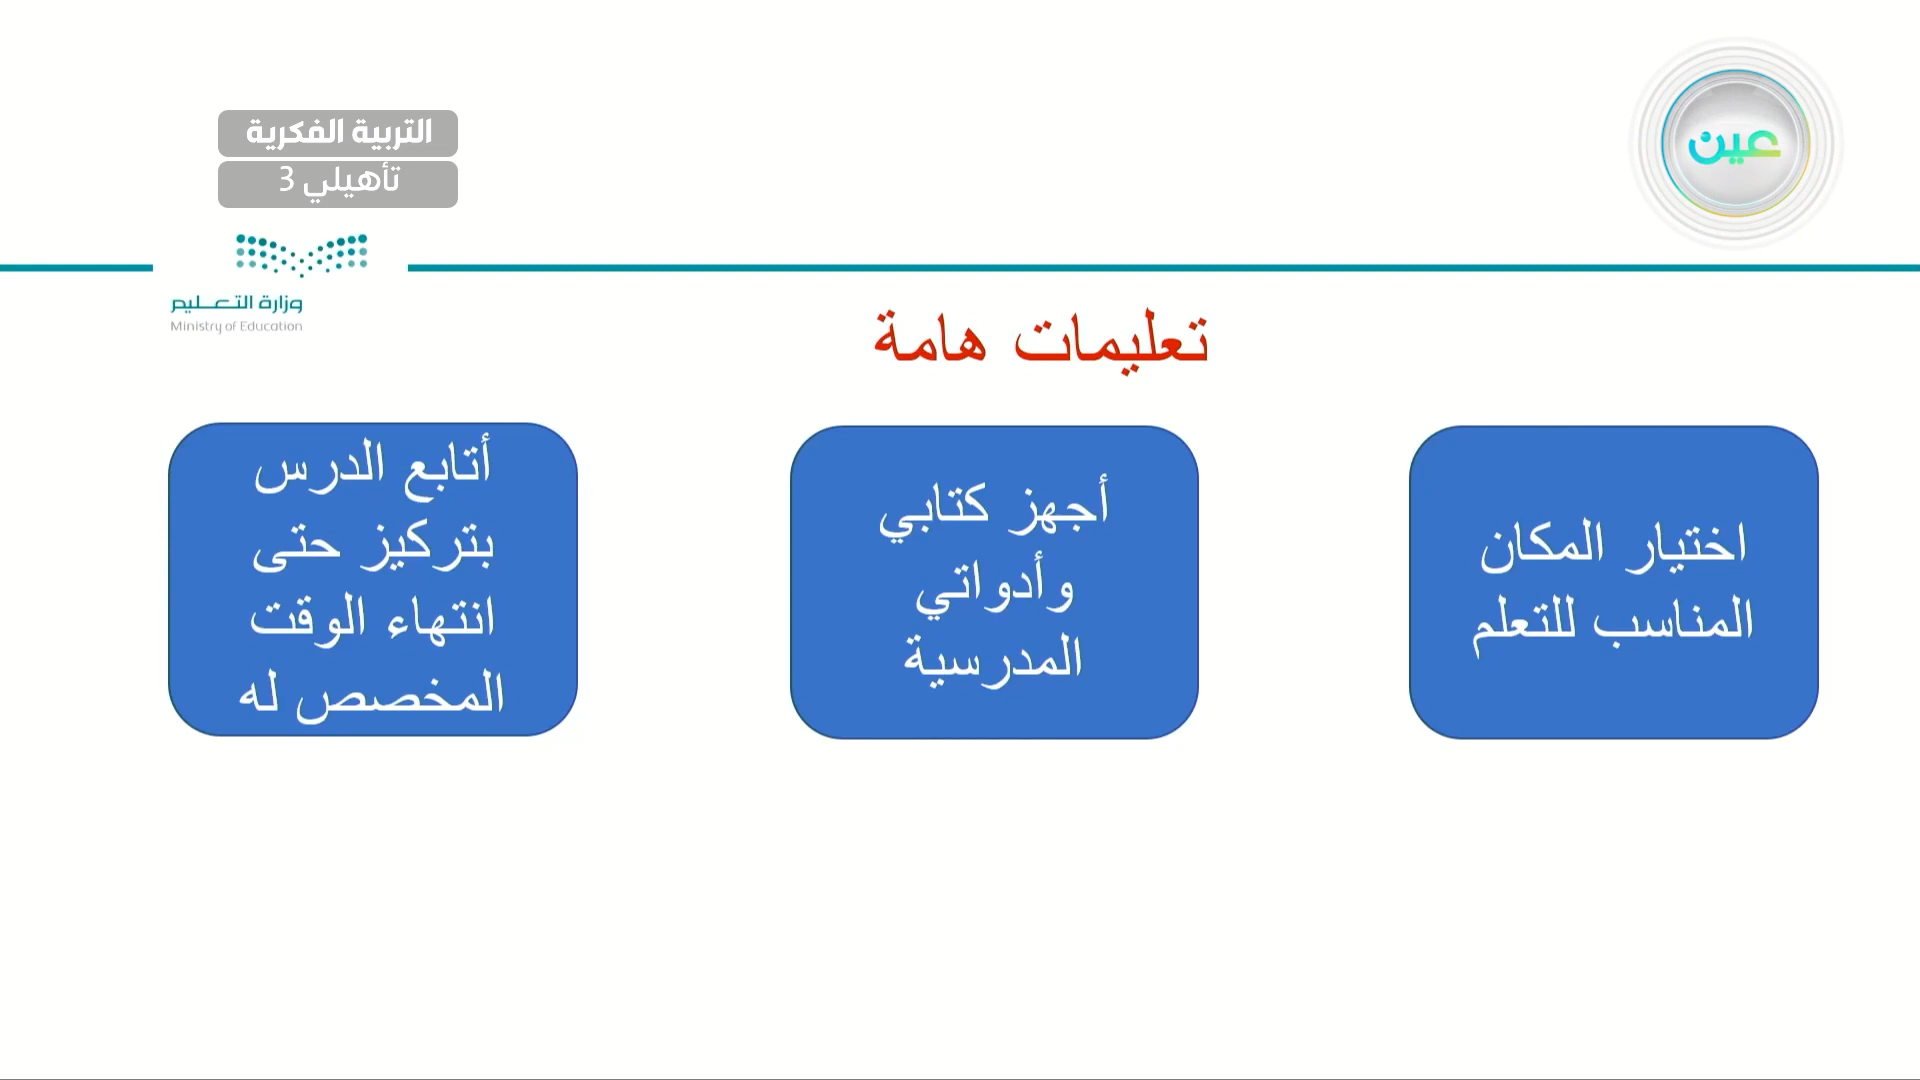 عين
التربية الفكرية
تأهيلي 3
وزارة التعليم
Ministry of Education
تعليمات هامة
اختيار المكان
المناسب للتعلم
أجهز كتابي
وأدواتي
المدرسية
أتابع الدرس
بتركيز حتى
انتهاء الوقت
المخصص له